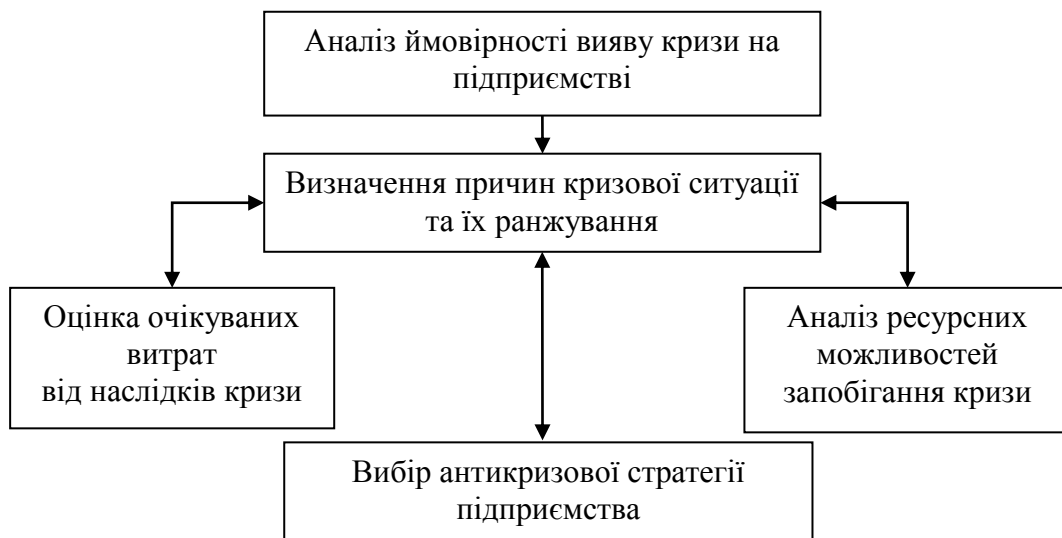 Аналіз ймовірності вияву кризи на
підприємстві
Визначення причин кризової ситуації
та їх ранжування
Оцінка очікуваних
витрат
від наслідків кризи
Аналіз ресурсних
можливостей
запобігання кризи
Вибір антикризової стратегії
підприємства